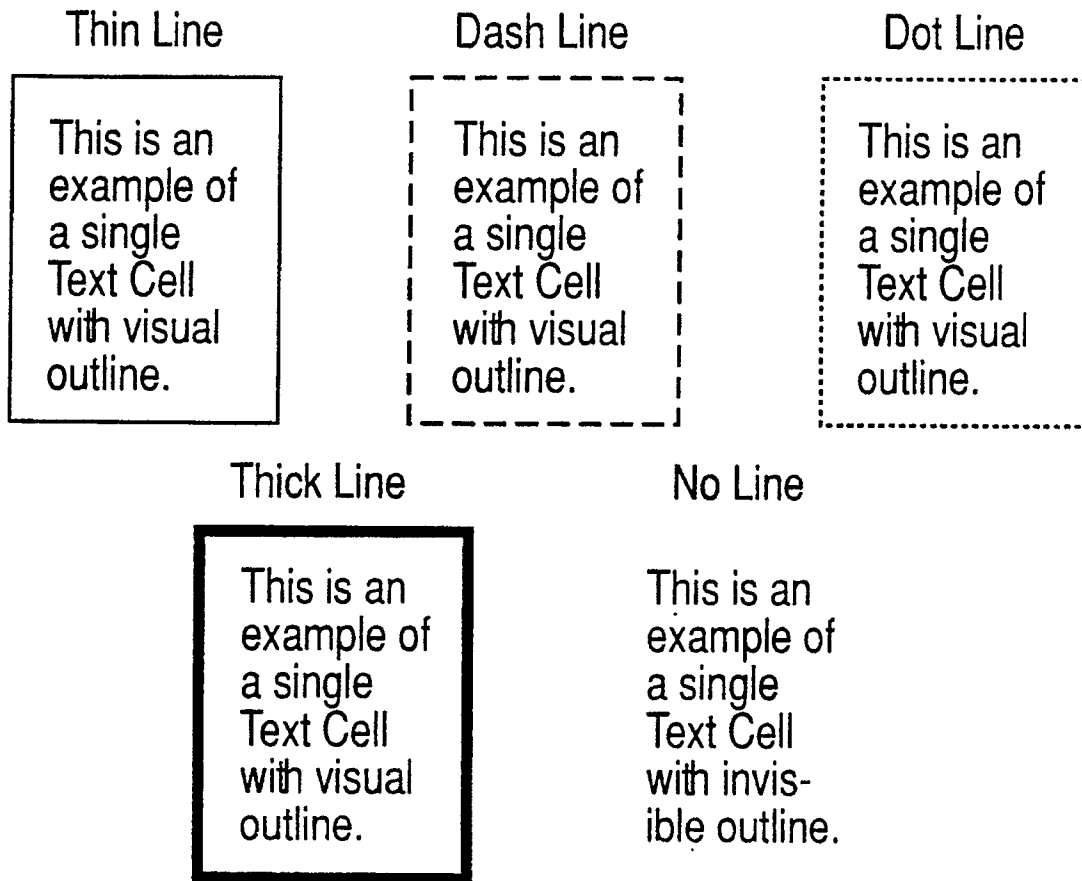 Thin Line
This is an
example of
a single
Text Cell
with visual
outline.
Dash Line
This is an
example of
a single
Text Cell
with visual
outline.
Dot Line
This is an
example of
a single
Text Cell
with visual
outline.
Thick Line
This is an
example of
a single
Text Cell
with visual
outline.
No Line
This is an
example of
a single
Text Cell
with invis-
ible outline.